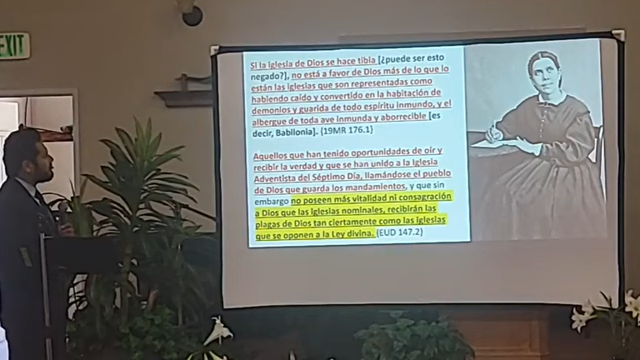 EXIT
Si la iglesia de Dios se hace tibia [¿puede ser esto
negado?], no está a favor de Dios más de lo que lo
están las iglesias que son representadas como
habiendo caído y convertido en la habitación de
demonios y guarida de todo espíritu inmundo, y el
albergue de toda ave inmunda y aborrecible [es
decir, Babilonia]. {19MR 176.1}
Aquellos que han tenido oportunidades de oír y
recibir la verdad y que se han unido a la Iglesia
Adventista del Séptimo Día, llamándose el pueblo
de Dios que guarda los mandamientos, y que sin
embargo no poseen más vitalidad ni consagración
a Dios que las iglesias nominales, recibirán las
plagas de Dios tan ciertamente como las iglesias
que se oponen a la Ley divina. {EUD 147.2}